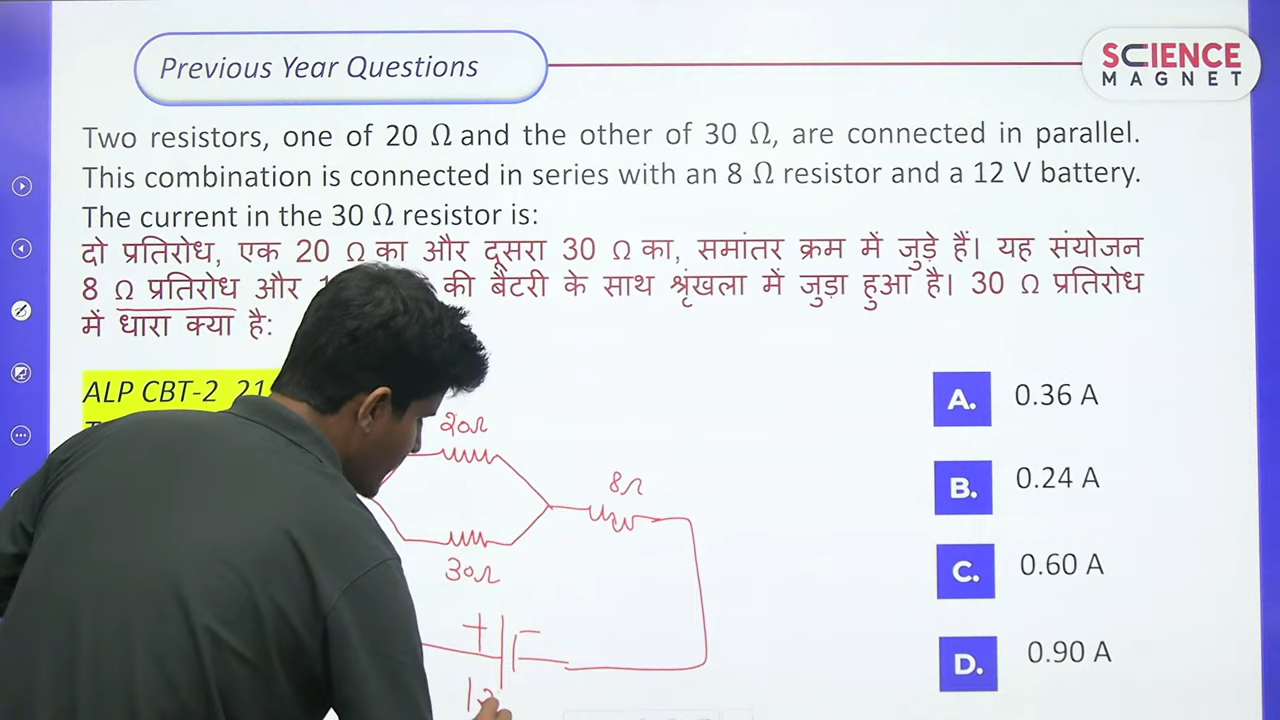 Previous Year Questions
SCIENCE
MAGNET
Two resistors, one of 20 Ω and the other of 30 Ω, are connected in parallel.
This combination is connected in series with an 8 Ω resistor and a 12 V battery.
The current in the 30 Ω resistor is:
दो प्रतिरोध, एक 20 Ω का और दूसरा 30 Ω का, समांतर क्रम में जुड़े हैं। यह संयोजन
8 Ω प्रतिरोध और की बैटरी के साथ श्रृंखला में जुड़ा हुआ है। 30 Ω प्रतिरोध
में धारा क्या है:
ALP CBT-2 21
A. 0.36 A
B. 0.24 A
C. 0.60 A
D. 0.90 A
20Ω
8Ω
30Ω
+